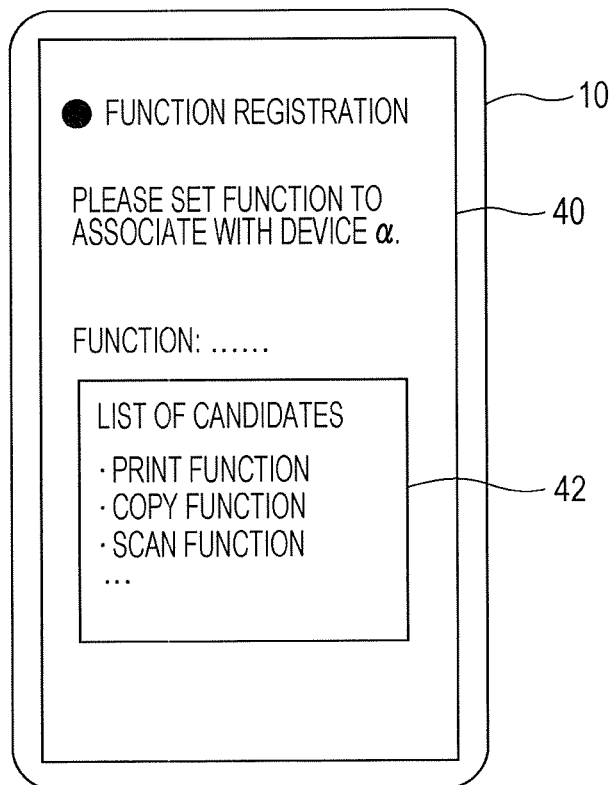 ● FUNCTION REGISTRATION
10
PLEASE SET FUNCTION TO
ASSOCIATE WITH DEVICE α.
40
FUNCTION: ......
LIST OF CANDIDATES
· PRINT FUNCTION
· COPY FUNCTION
· SCAN FUNCTION
...
42